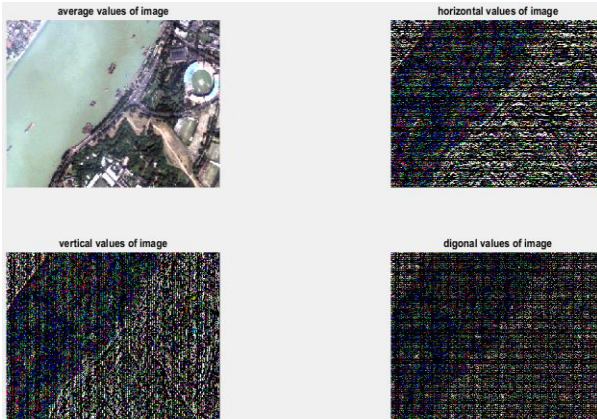 average values of image
horizontal values of image
vertical values of image
digonal values of image